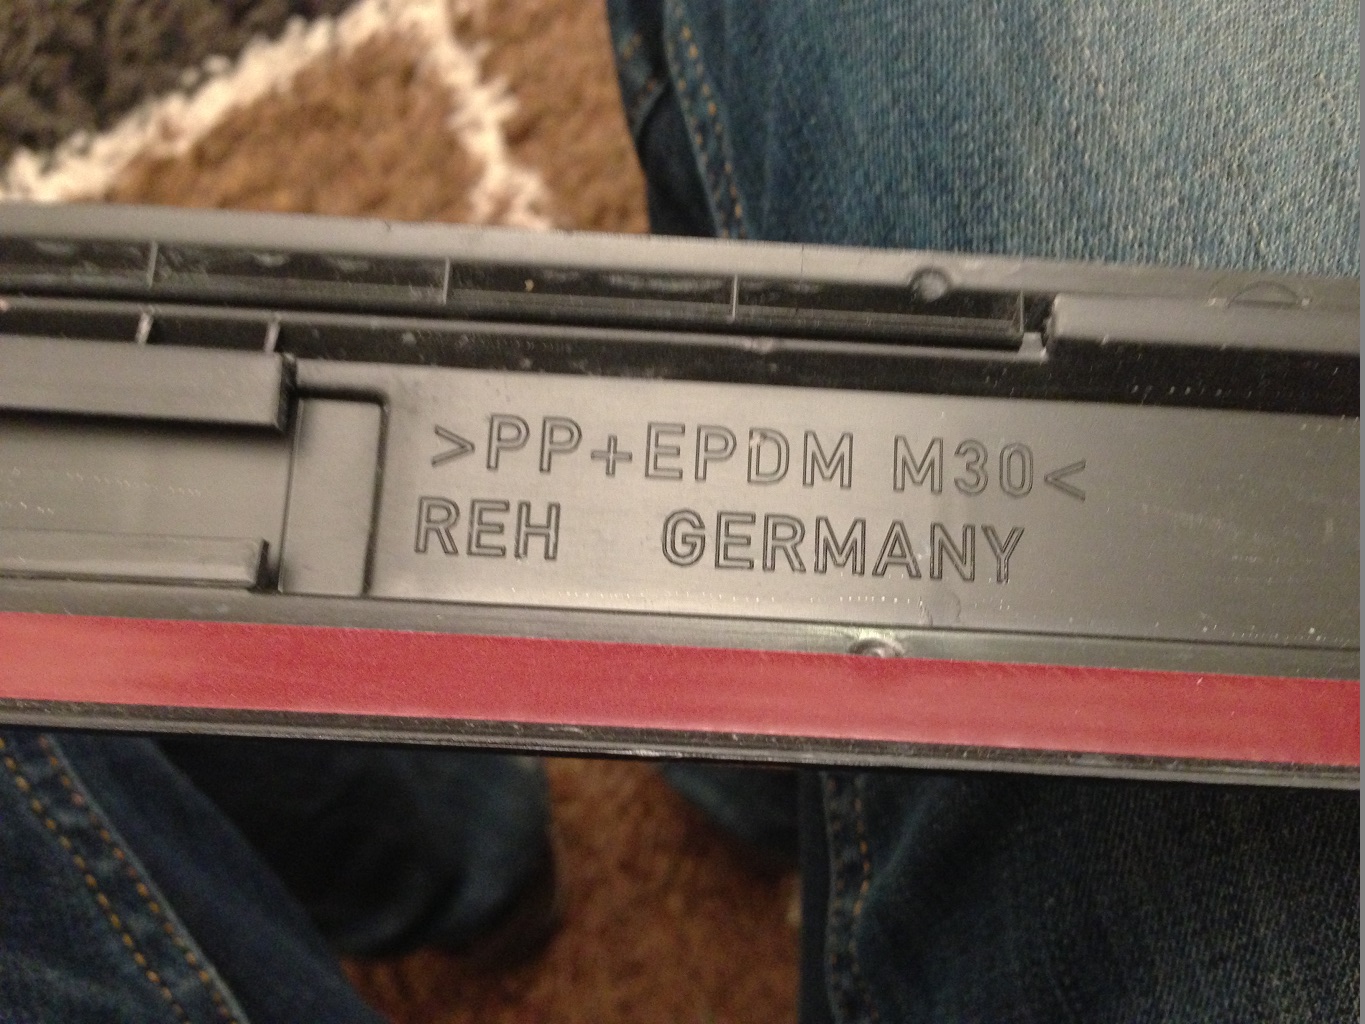 >PP+EPDM M30<
REH GERMANY